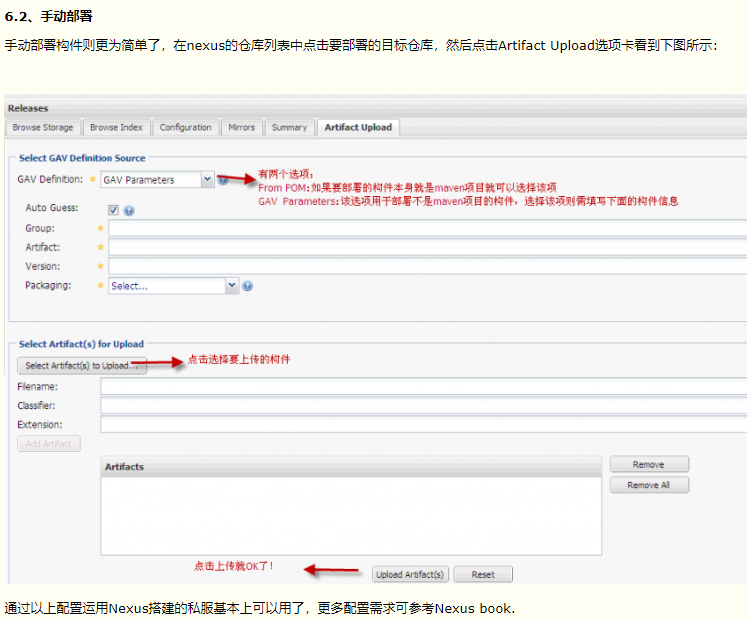 6.2、手动部署
手动部署构件则更为简单了，在nexus的仓库列表中点击要部署的目标仓库，然后点击Artifact Upload选项卡看到下图所示：
Releases
Browse Storage Browse Index Configuration Mirrors Summary Artifact Upload
Select GAV Definition Source
GAV Definition: GAV Parameters
有两个选项：
From POM:如果要部署的构件本身就是maven项目就可以选择该项
GAV Parameters:该选项用于部署不是maven项目的构件，选择该项则需填写下面的构件信息
Auto Guess:
Group:
Artifact:
Version:
Packaging: Select...
Select Artifact(s) for Upload
Select Artifact(s) to Upload... 点击选择要上传的构件
Filename:
Classifier:
Extension:
Add Artifact
Artifacts
Remove
Remove All
点击上传就OK了！
Upload Artifact(s) Reset
通过以上配置运用Nexus搭建的私服基本上可以用了，更多配置需求可参考Nexus book.